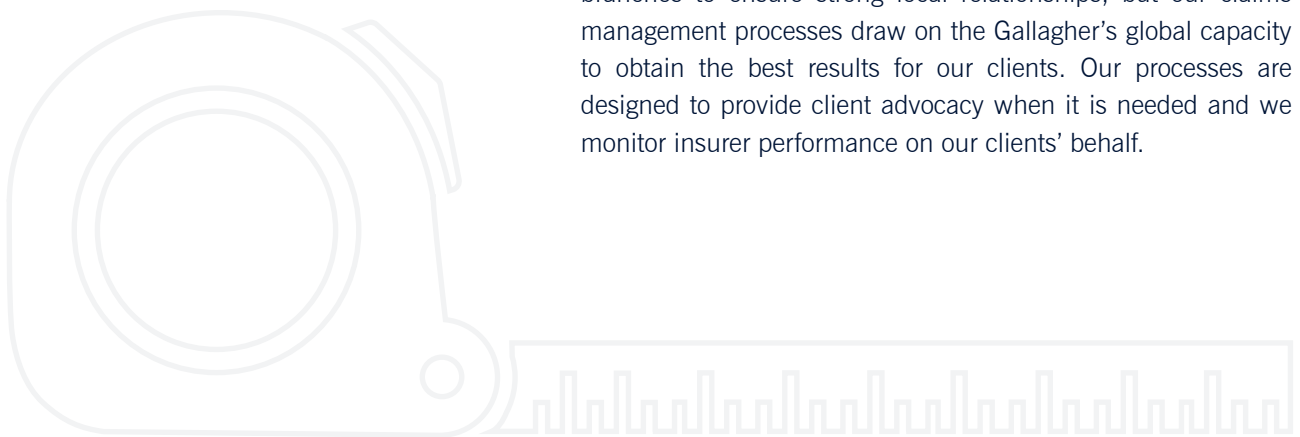 branches to ensure strong local relationships, but our claims
management processes draw on the Gallagher's global capacity
to obtain the best results for our clients. Our processes are
designed to provide client advocacy when it is needed and we
monitor insurer performance on our clients' behalf.